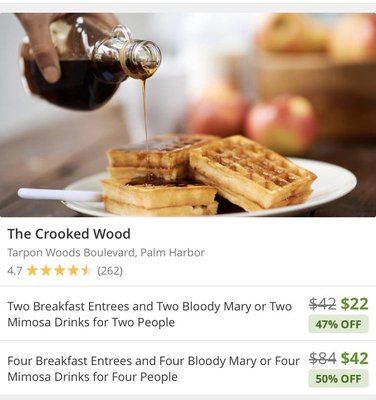 The Crooked Wood
Tarpon Woods Boulevard, Palm Harbor
4.7 (262)
Two Breakfast Entrees and Two Bloody Mary or Two
Mimosa Drinks for Two People
$42 $22
47% OFF
Four Breakfast Entrees and Four Bloody Mary or Four
Mimosa Drinks for Four People
$84 $42
50% OFF